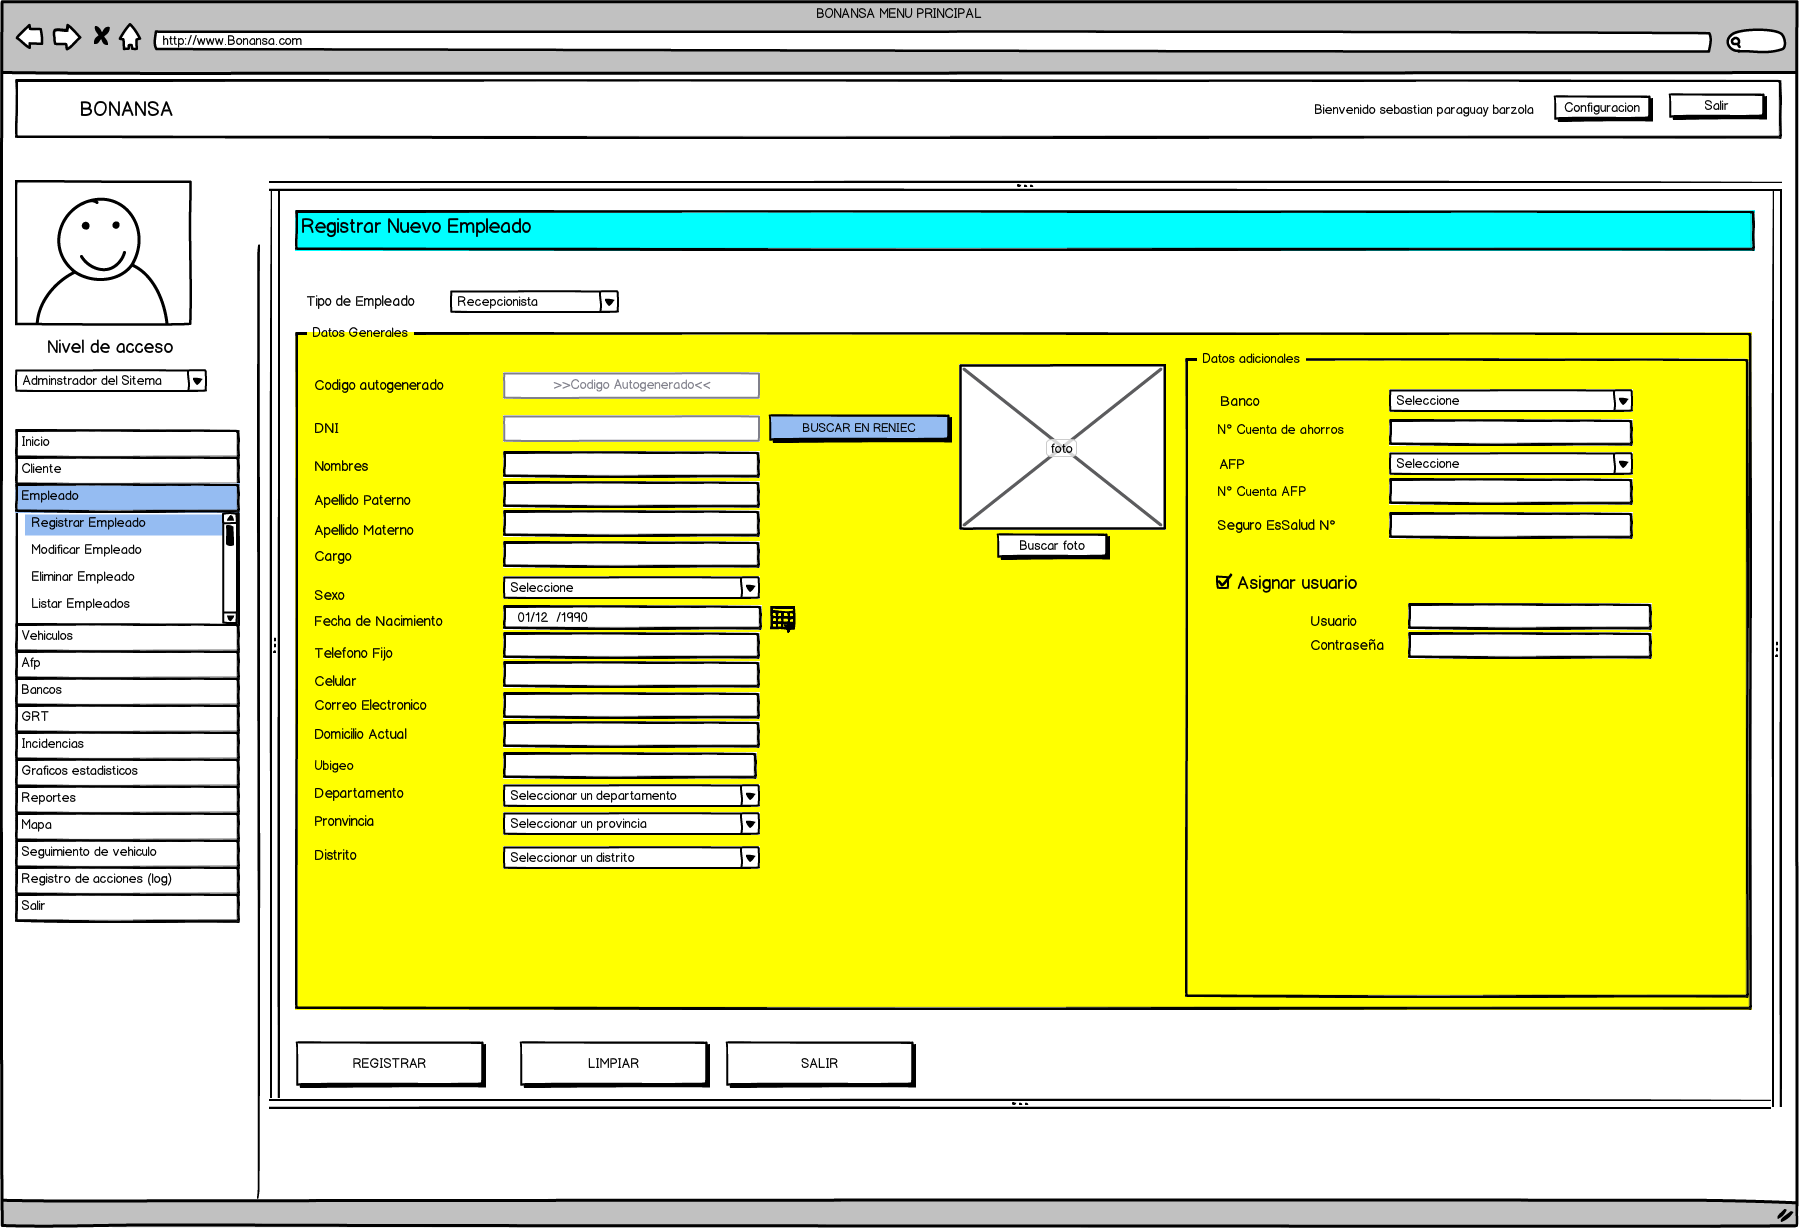 BONANSA MENU PRINCIPAL
http://www.Bonansa.com
BONANSA
Bienvenido sebastian paraguay barzola
Configuracion
Salir
Nivel de acceso
Adminstrador del Sitema
Inicio
Cliente
Empleado
Registrar Empleado
Modificar Empleado
Eliminar Empleado
Listar Empleados
Vehiculos
Afp
Bancos
GRT
Incidencias
Graficos estadisticos
Reportes
Mapa
Seguimiento de vehiculo
Registro de acciones (log)
Salir
Registrar Nuevo Empleado
Tipo de Empleado
Recepcionista
Datos Generales
Codigo autogenerado
>>Codigo Autogenerado<<
DNI
BUSCAR EN RENIEC
Nombres
Apellido Paterno
Apellido Materno
Cargo
Sexo
Seleccione
Fecha de Nacimiento
01/12 /1990
Telefono Fijo
Celular
Correo Electronico
Domicilio Actual
Ubigeo
Departamento
Seleccionar un departamento
Pronvincia
Seleccionar un provincia
Distrito
Seleccionar un distrito
foto
Buscar foto
Datos adicionales
Banco
Seleccione
N° Cuenta de ahorros
AFP
Seleccione
N° Cuenta AFP
Seguro EsSalud N°
Asignar usuario
Usuario
Contraseña
REGISTRAR
LIMPIAR
SALIR